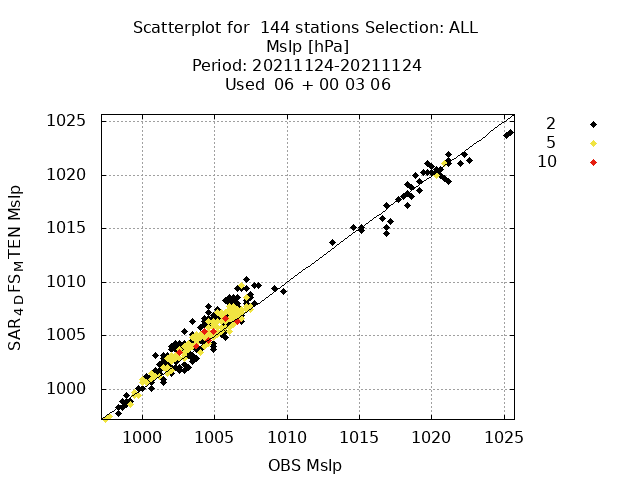 Scatterplot for  144 stations Selection: ALL
Mslp [hPa]
Period: 20211124-20211124
Used  06 + 00 03 06
2
5
10
1025
1020
1015
1010
1005
1000
SAR4DFSMTEN Mslp
1000 1005 1010 1015 1020 1025
OBS Mslp